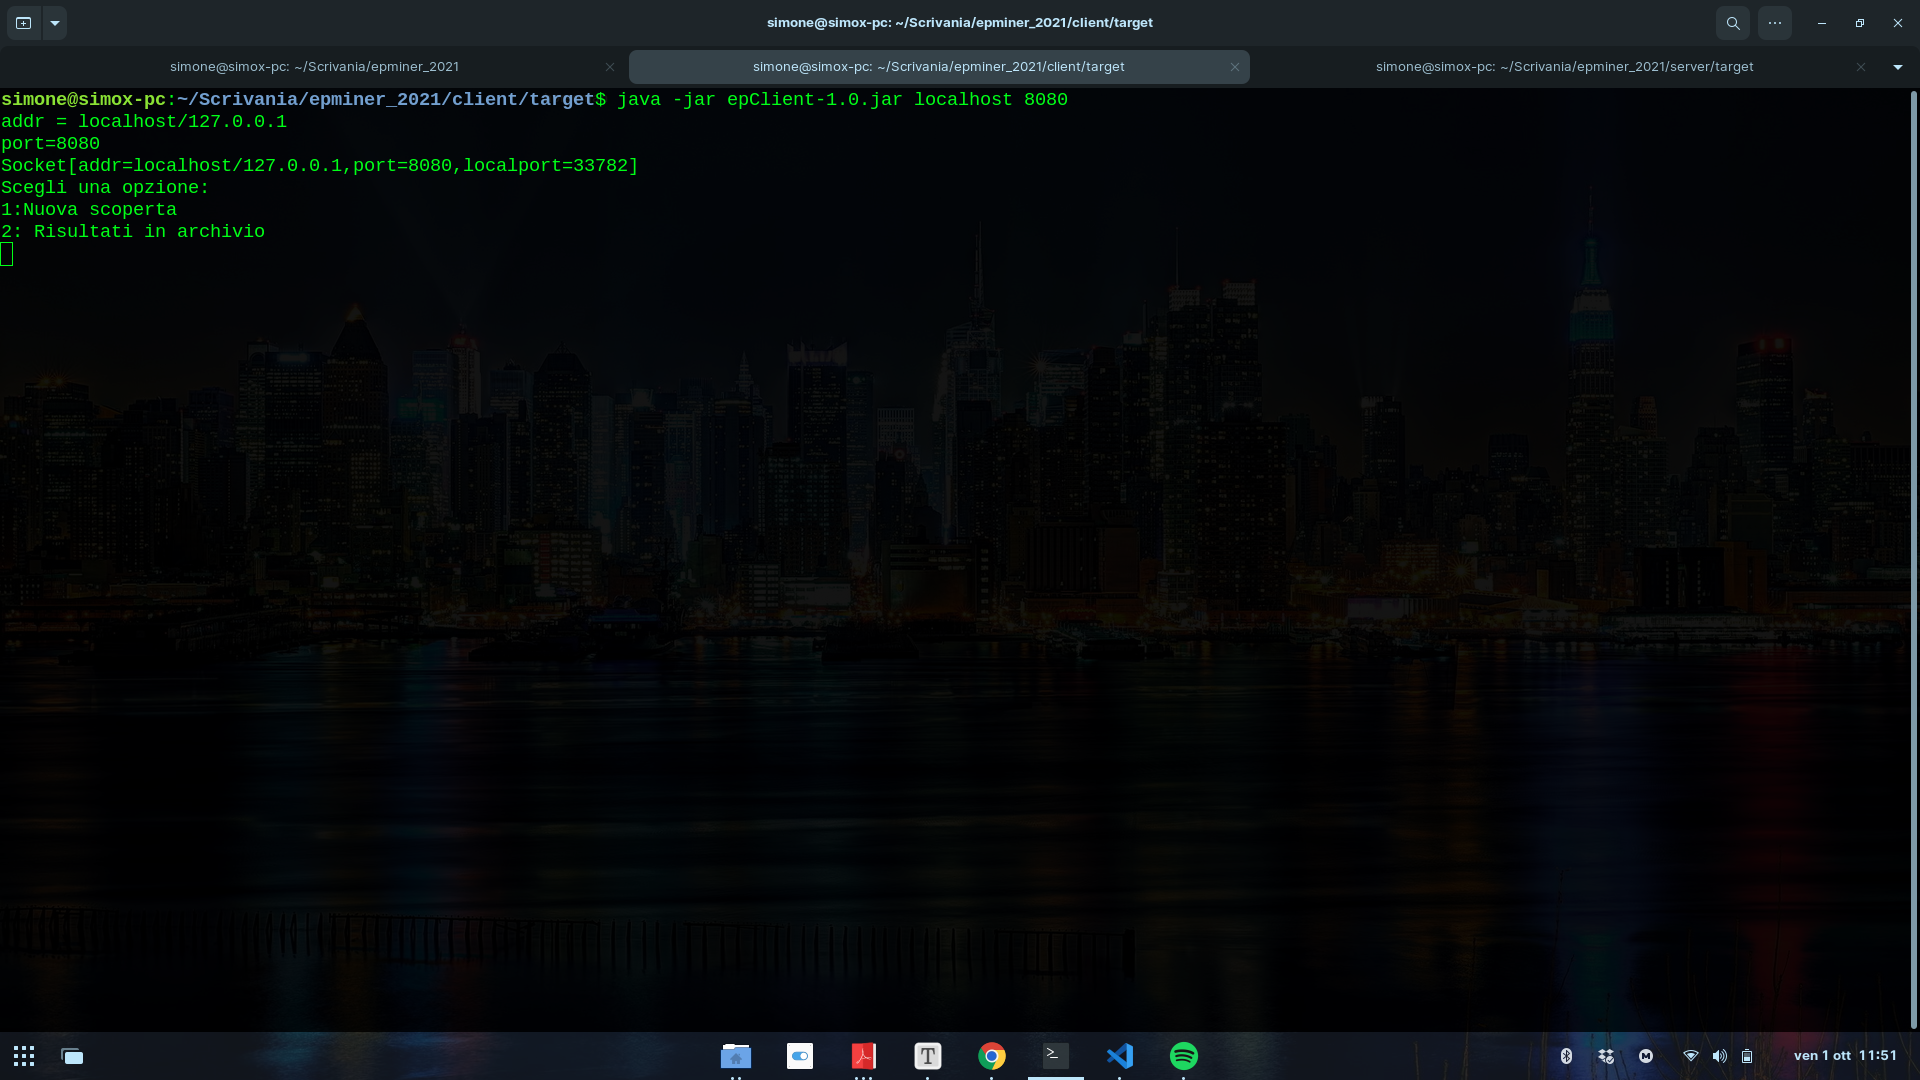 simone@simox-pc: ~/Scrivania/epminer_2021/client/target
simone@simox-pc: ~/Scrivania/epminer_2021
simone@simox-pc: ~/Scrivania/epminer_2021/client/target
simone@simox-pc: ~/Scrivania/epminer_2021/server/target
simone@simox-pc:~/Scrivania/epminer_2021/client/target$ java -jar epClient-1.0.jar localhost 8080
addr = localhost/127.0.0.1
port=8080
Socket[addr=localhost/127.0.0.1,port=8080,localport=33782]
Scegli una opzione:
1:Nuova scoperta
2: Risultati in archivio
ven 1 ott 11:51